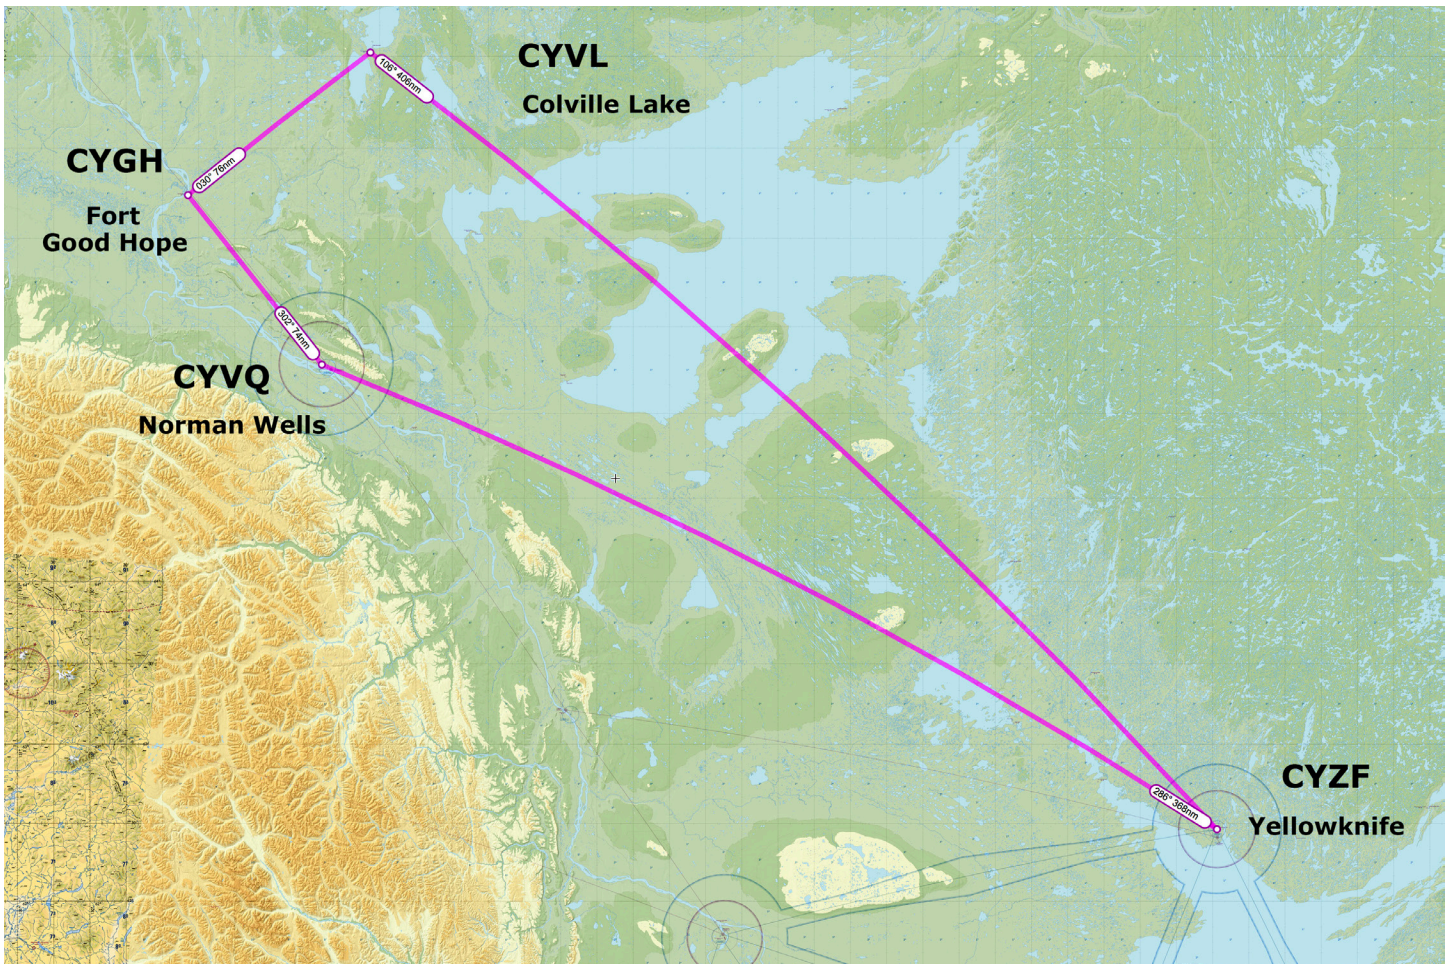 CYVL
Colville Lake
106° 406nm
CYGH
030° 76nm
Fort
Good Hope
302° 74nm
CYVQ
Norman Wells
CYZF
286° 368nm
Yellowknife